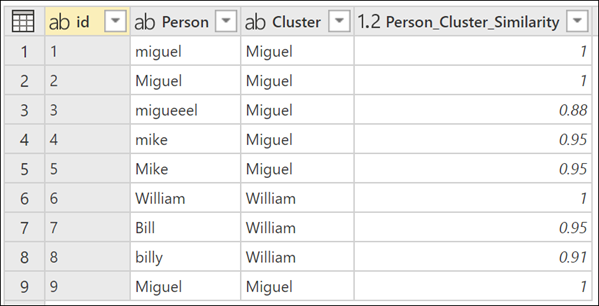 ab id ab Person ab Cluster 1.2 Person_Cluster_Similarity
1 1 miguel Miguel 1
2 2 Miguel Miguel 1
3 3 migueeel Miguel 0.88
4 4 mike Miguel 0.95
5 5 Mike Miguel 0.95
6 6 William William 1
7 7 Bill William 0.95
8 8 billy William 0.91
9 9 Miguel Miguel 1